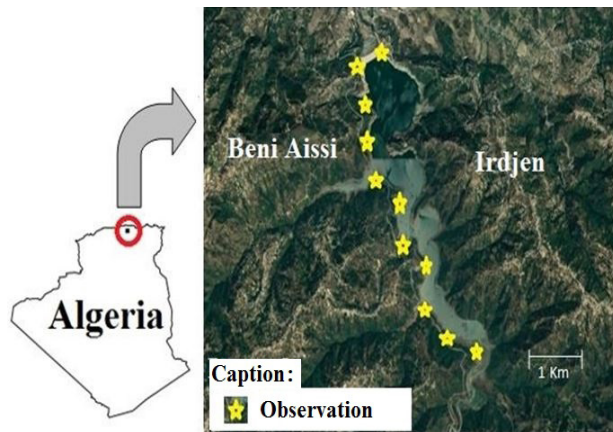 Beni Aissi
Irdjen
Algeria
1 Km
Caption:
Observation